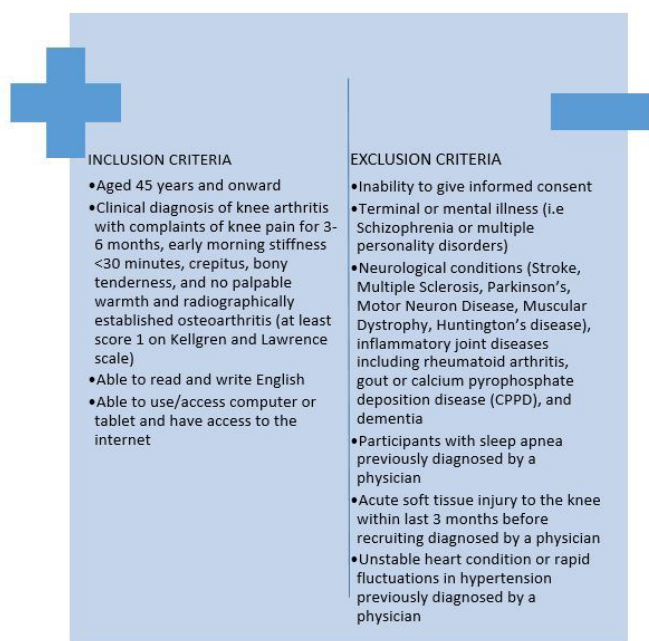 INCLUSION CRITERIA
•Aged 45 years and onward
•Clinical diagnosis of knee arthritis
with complaints of knee pain for 3-
6 months, early morning stiffness
<30 minutes, crepitus, bony
tenderness, and no palpable
warmth and radiographically
established osteoarthritis (at least
score 1 on Kellgren and Lawrence
scale)
•Able to read and write English
•Able to use/access computer or
tablet and have access to the
internet
EXCLUSION CRITERIA
•Inability to give informed consent
•Terminal or mental illness (i.e
Schizophrenia or multiple
personality disorders)
•Neurological conditions (Stroke,
Multiple Sclerosis, Parkinson’s,
Motor Neuron Disease, Muscular
Dystrophy, Huntington’s disease),
inflammatory joint diseases
including rheumatoid arthritis,
gout or calcium pyrophosphate
deposition disease (CPPD), and
dementia
•Participants with sleep apnea
previously diagnosed by a
physician
•Acute soft tissue injury to the knee
within last 3 months before
recruiting diagnosed by a physician
•Unstable heart condition or rapid
fluctuations in hypertension
previously diagnosed by a
physician